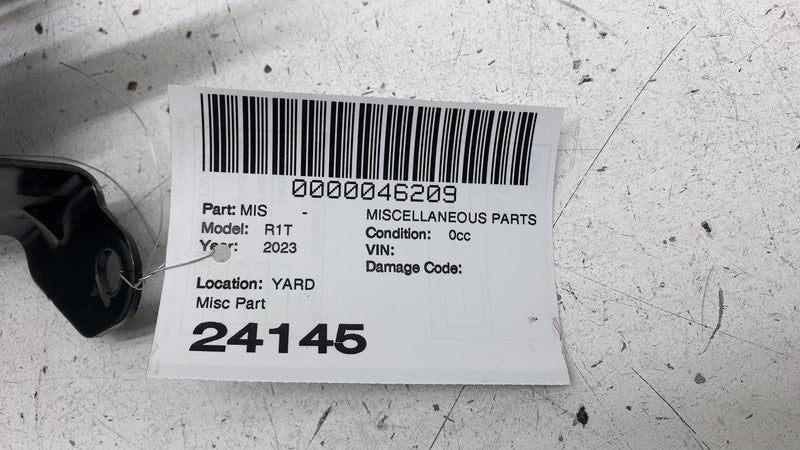 0000046209
Part: MIS - MISCELLANEOUS PARTS
Model: R1T Condition: 0cc
Year: 2023 VIN:
Damage Code:
Location: YARD
Misc Part
24145